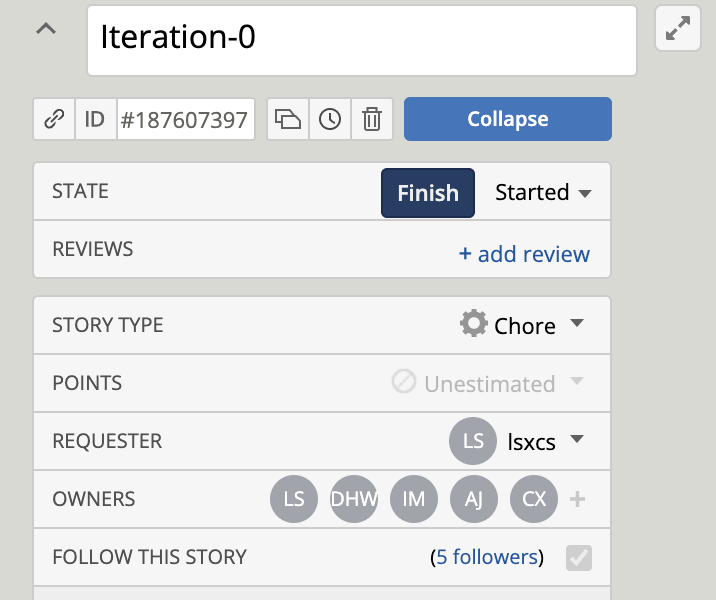 Iteration-0
ID #187607397 Collapse
STATE Finish Started
REVIEWS + add review
STORY TYPE Chore
POINTS Unestimated
REQUESTER LS lsxcs
OWNERS LS DHW IM AJ CX +
FOLLOW THIS STORY (5 followers)